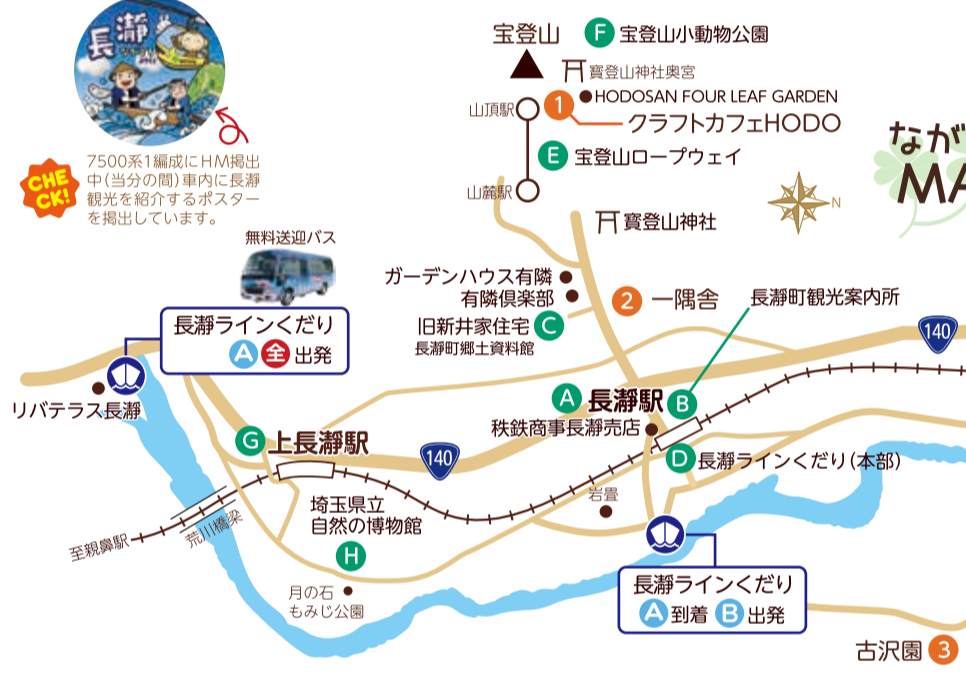 長瀞
CHE
CK!
7500系1編成にHM掲出
中(当分の間)車内に長瀞
観光を紹介するポスター
を掲出しています。
宝登山
F 宝登山小動物公園
寳登山神社奥宮
山頂駅
1
HODOSAN FOUR LEAF GARDEN
クラフトカフェHODO
E 宝登山ロープウェイ
山麓駅
N
なが
MA
寳登山神社
無料送迎バス
長瀞ラインくだり
A 全 出発
リバテラス長瀞
ガーデンハウス有隣
有隣倶楽部
旧新井家住宅 C
長瀞町郷土資料館
2 一隅舎
長瀞町観光案内所
140
A 長瀞駅 B
秩鉄商事長瀞売店
G 上長瀞駅
140
D 長瀞ラインくだり(本部)
岩畳
埼玉県立
自然の博物館
H
荒川橋梁
至親鼻駅
月の石
もみじ公園
長瀞ラインくだり
A 到着 B 出発
古沢園 3